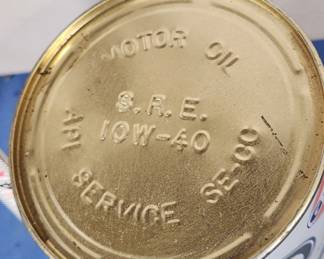 MOTOR OIL
S.R.E.
10W-40
API SERVICE SE-CC